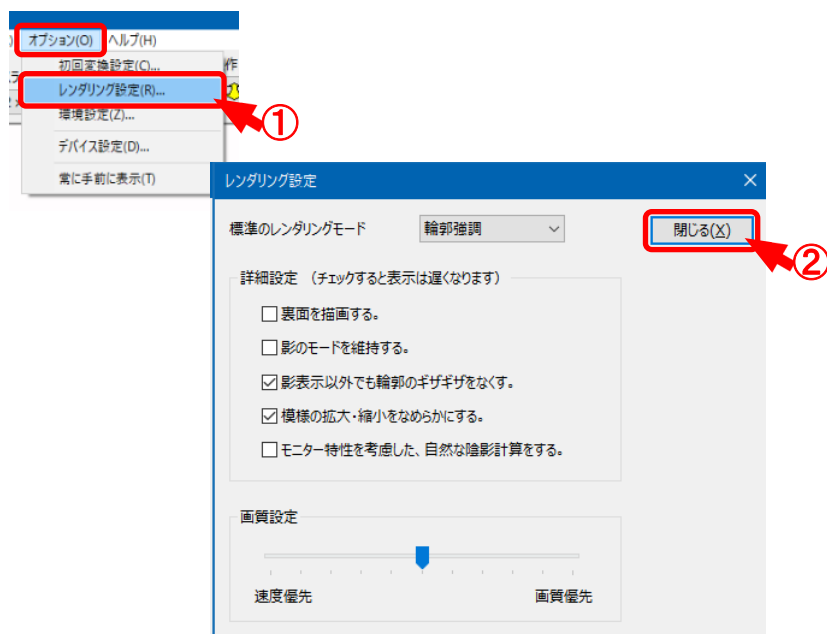 オプション(O) ヘルプ(H)
初回変換設定(C)...
作
レンダリング設定(R)...
環境設定(Z)...
①
デバイス設定(D)...
常に手前に表示(T)
レンダリング設定
標準のレンダリングモード 輪郭強調 閉じる(X)
②
詳細設定 (チェックすると表示は遅くなります)
裏面を描画する。
影のモードを維持する。
影表示以外でも輪郭のギザギザをなくす。
模様の拡大・縮小をなめらかにする。
モニター特性を考慮した、自然な陰影計算をする。
画質設定
速度優先 画質優先